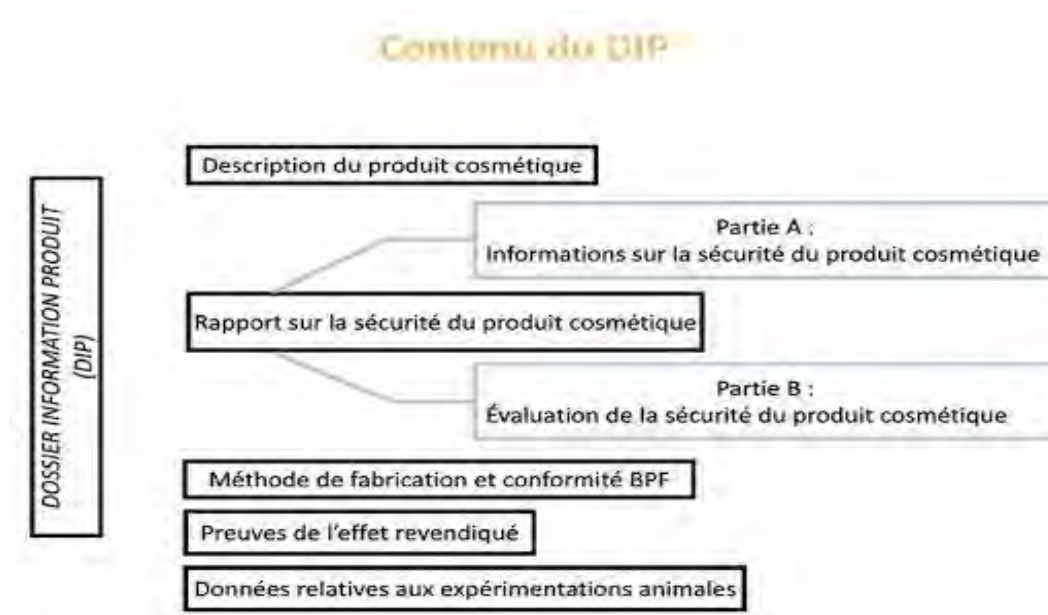 Contenu du DIP
DOSSIER INFORMATION PRODUIT
(DIP)
Description du produit cosmétique
Partie A :
Informations sur la sécurité du produit cosmétique
Rapport sur la sécurité du produit cosmétique
Partie B :
Évaluation de la sécurité du produit cosmétique
Méthode de fabrication et conformité BPF
Preuves de l'effet revendiqué
Données relatives aux expérimentations animales